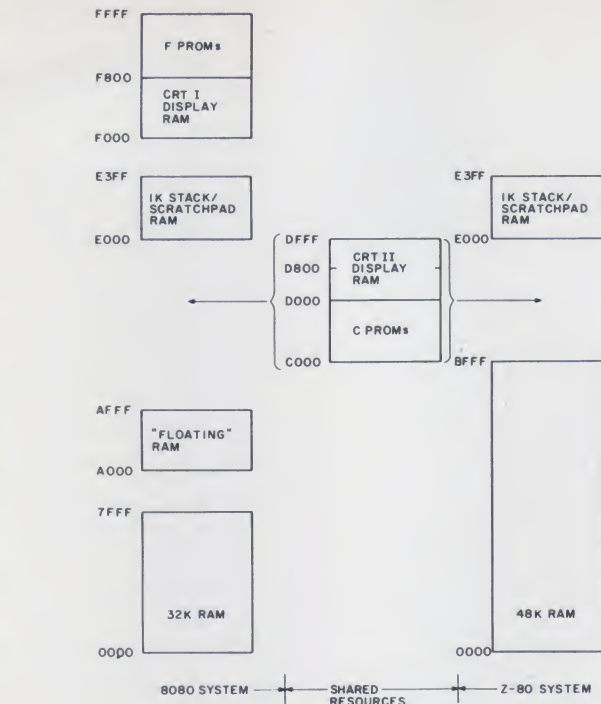 FFFF
F PROMs
F800
CRT I
DISPLAY
RAM
F000
E3FF
1K STACK/
SCRATCHPAD
RAM
E000
DFFF
D800
CRT II
DISPLAY
RAM
D000
C PROMs
C000
E3FF
1K STACK/
SCRATCHPAD
RAM
E000
BFFF
AFFF
"FLOATING"
RAM
A000
7FFF
32K RAM
0000
48K RAM
0000
8080 SYSTEM
SHARED
RESOURCES
Z-80 SYSTEM